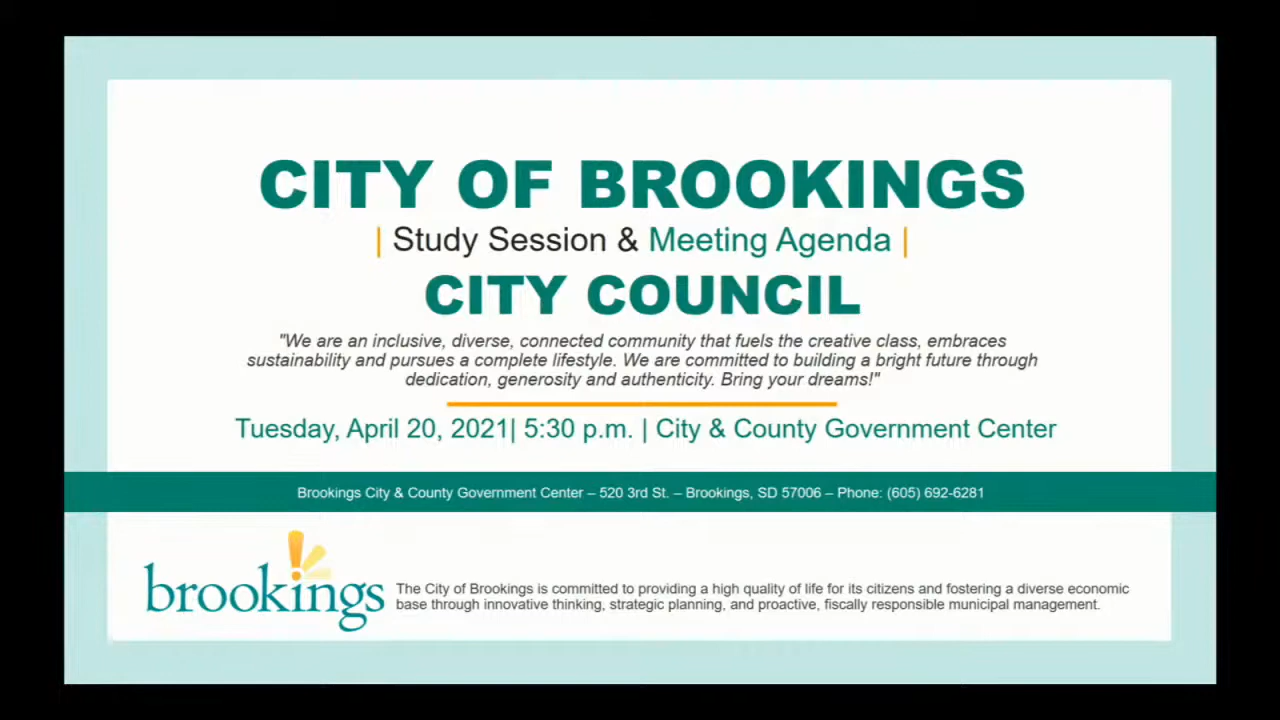 CITY OF BROOKINGS
| Study Session & Meeting Agenda |
CITY COUNCIL
"We are an inclusive, diverse, connected community that fuels the creative class, embraces
sustainability and pursues a complete lifestyle. We are committed to building a bright future through
dedication, generosity and authenticity. Bring your dreams!"
Tuesday, April 20, 2021| 5:30 p.m. | City & County Government Center
Brookings City & County Government Center – 520 3rd St. – Brookings, SD 57006 – Phone: (605) 692-6281
brookings
The City of Brookings is committed to providing a high quality of life for its citizens and fostering a diverse economic
base through innovative thinking, strategic planning, and proactive, fiscally responsible municipal management.